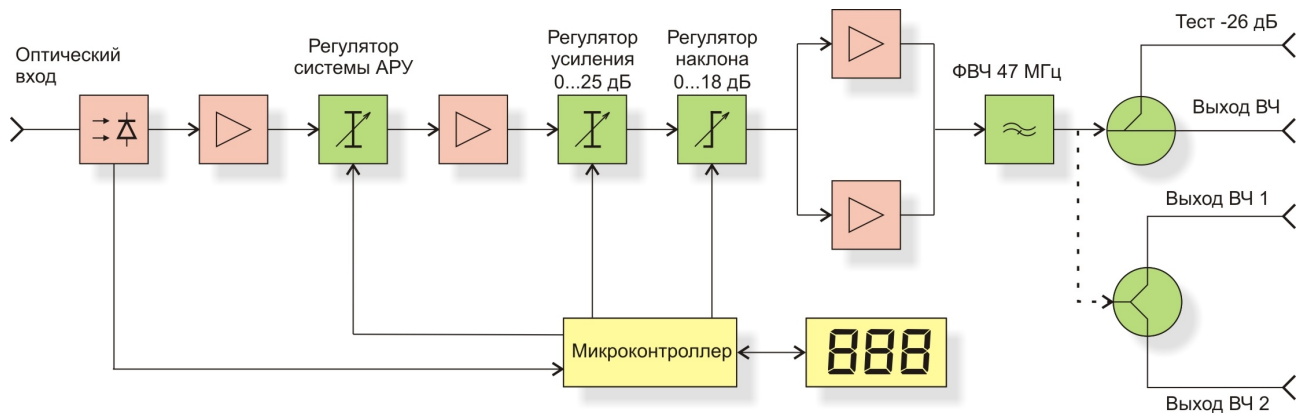 Оптический
вход
Регулятор
системы АРУ
Регулятор
усиления
0...25 дБ
Регулятор
наклона
0...18 дБ
ФВЧ 47 МГц
Тест -26 дБ
Выход ВЧ
Выход ВЧ 1
Выход ВЧ 2
Микроконтроллер
888